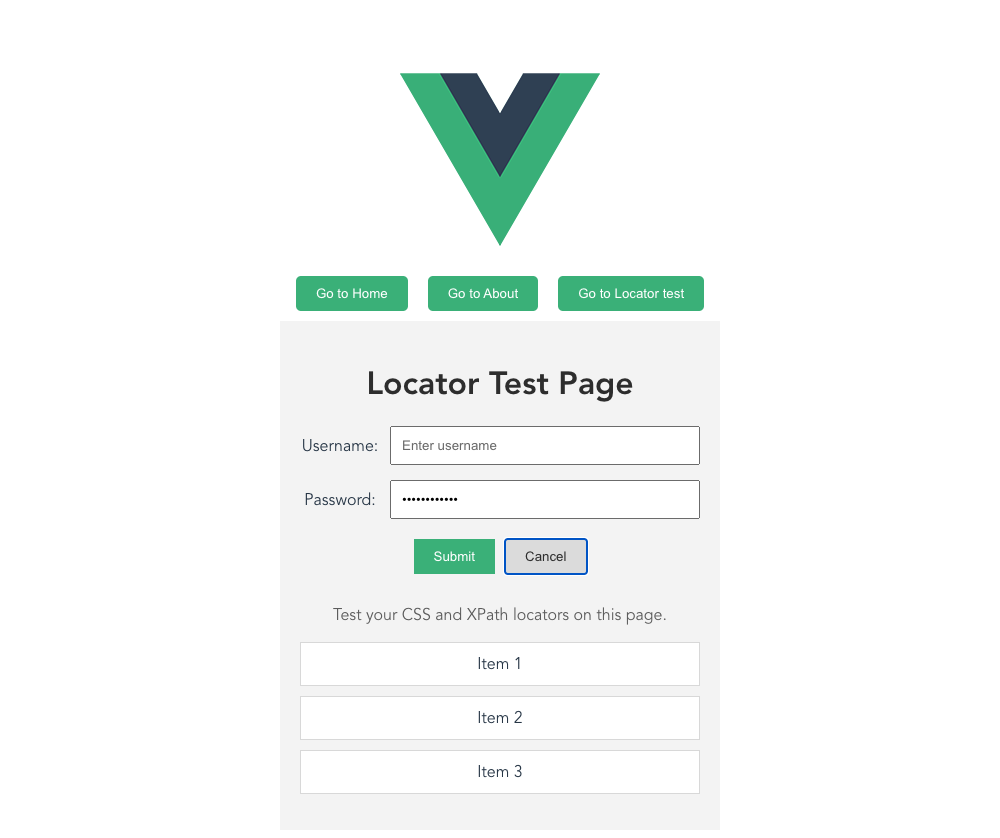 Go to Home Go to About Go to Locator test
Locator Test Page
Username: Enter username
Password: ••••••••••••
Submit Cancel
Test your CSS and XPath locators on this page.
Item 1
Item 2
Item 3